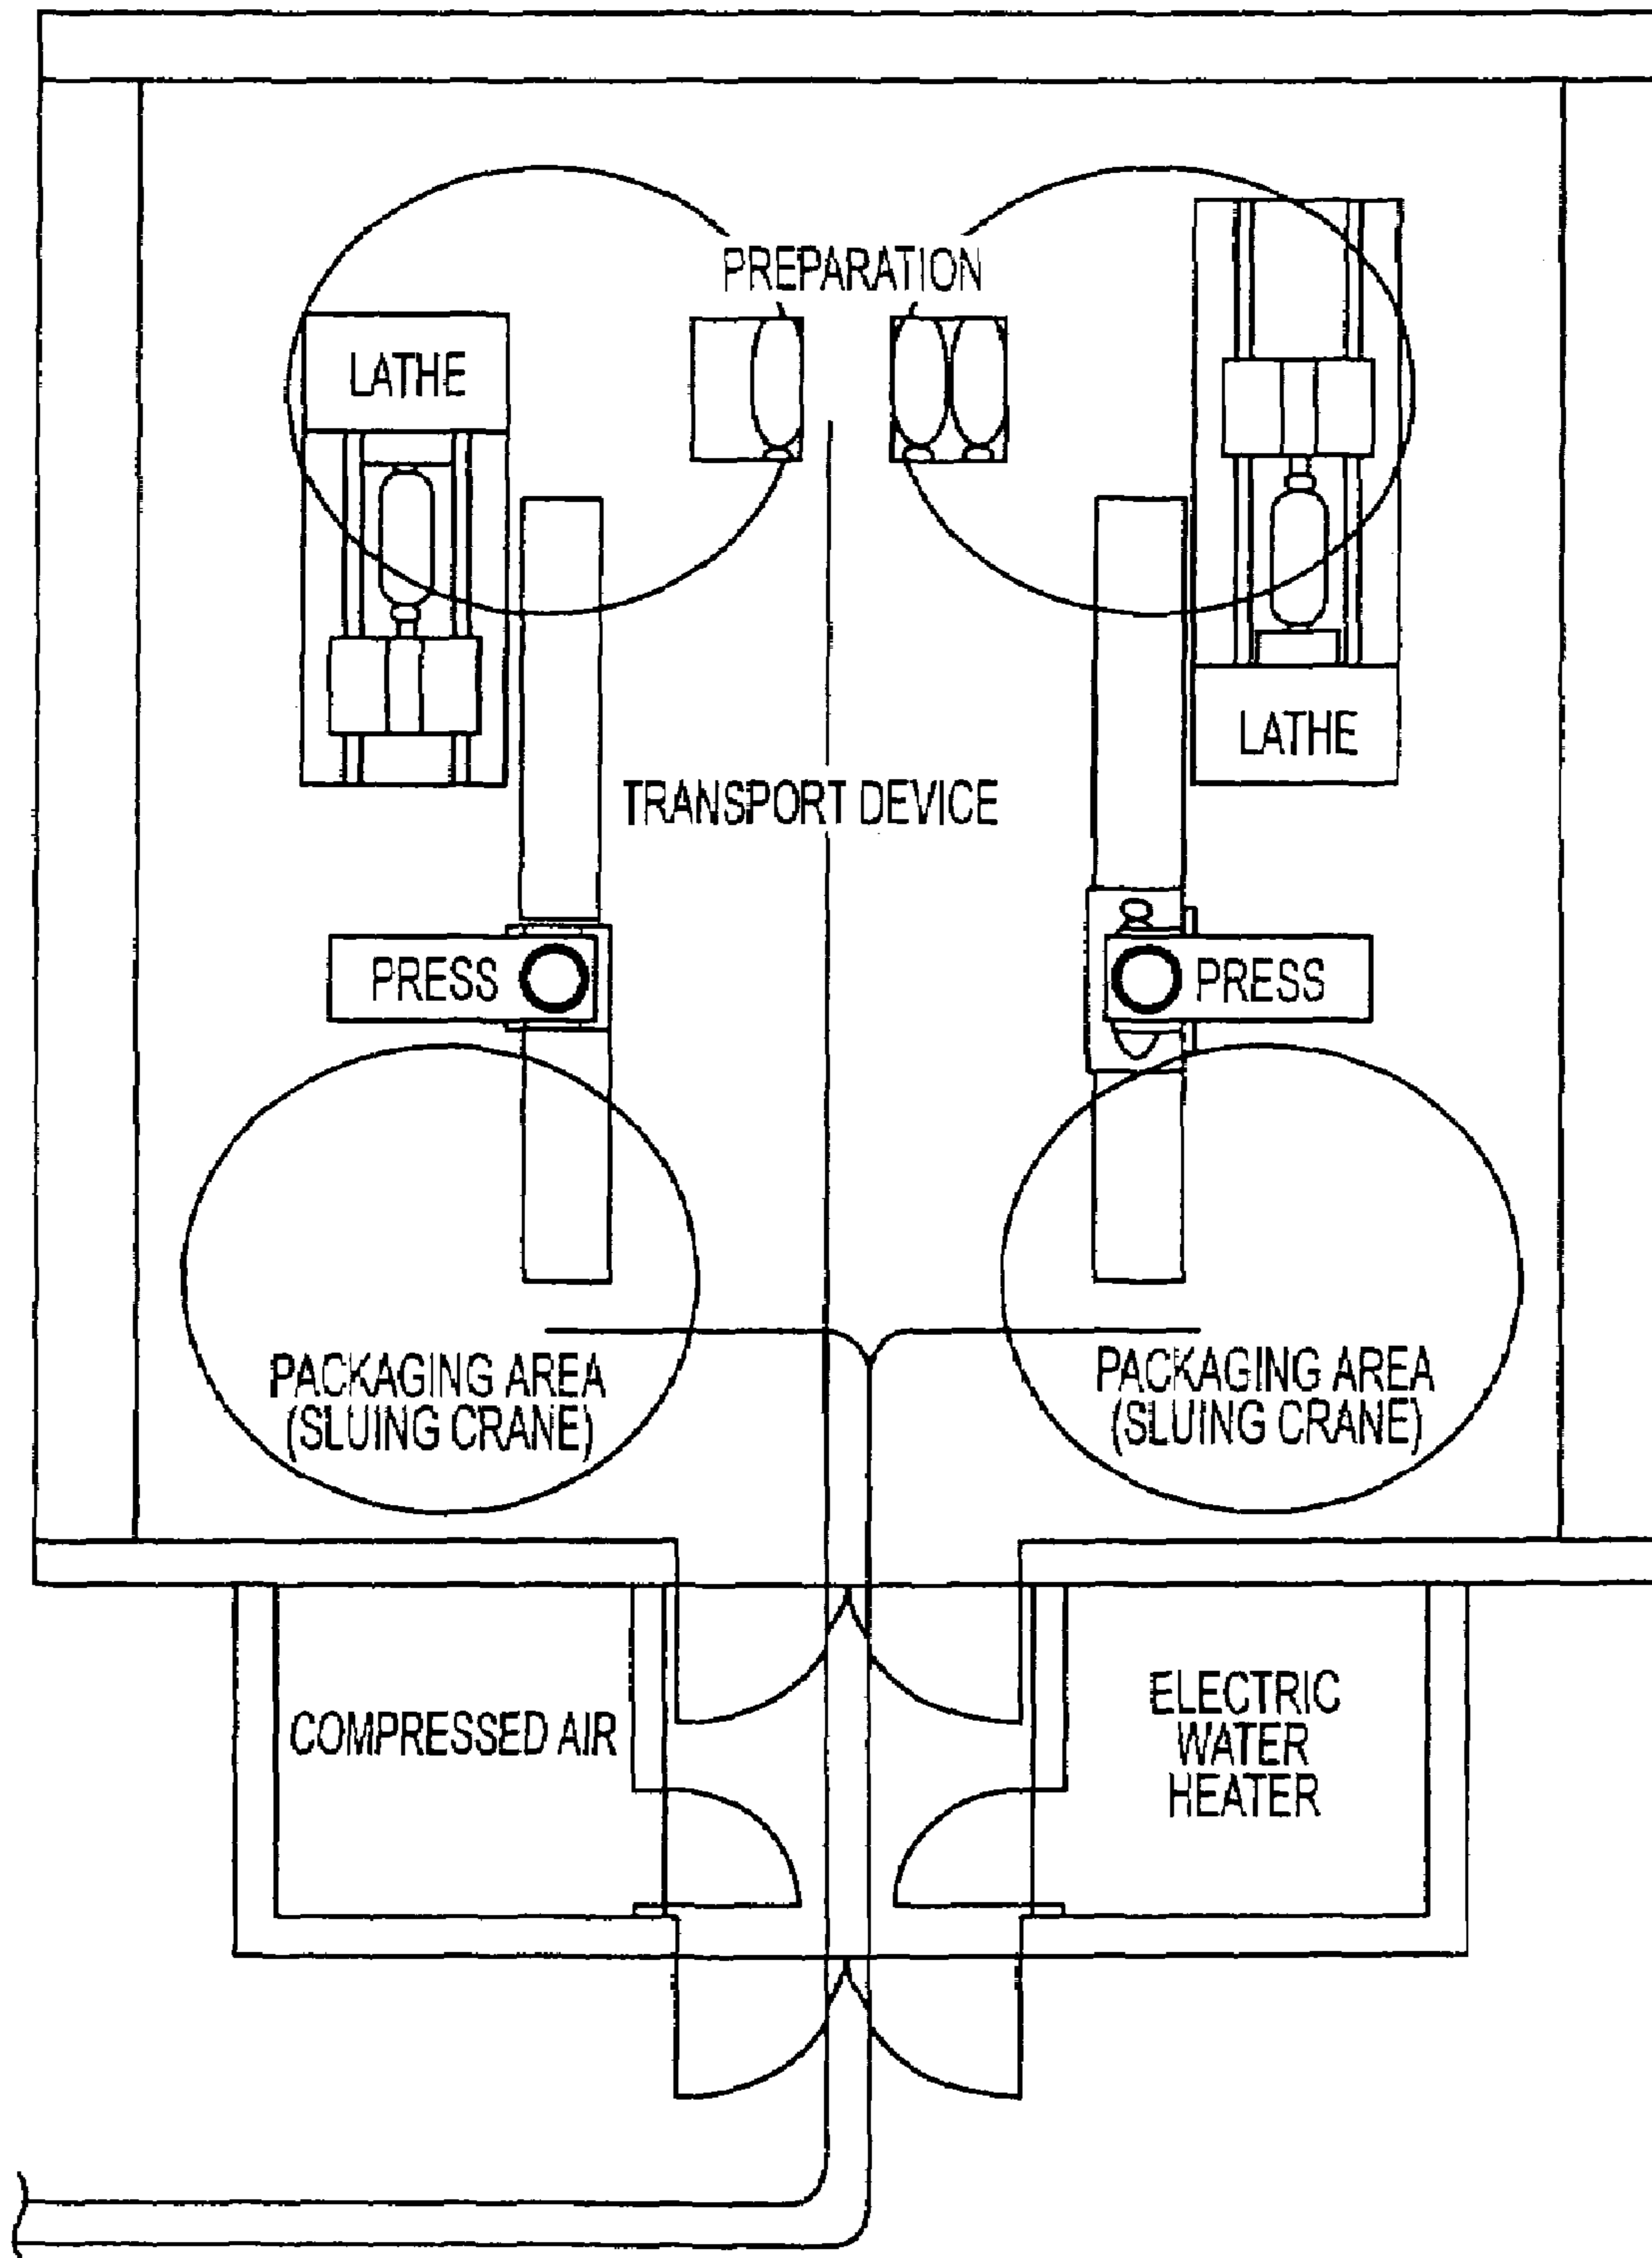 PREPARATION
LATHE
LATHE
TRANSPORT DEVICE
PRESS
PRESS
PACKAGING AREA
(SLUING CRANE)
PACKAGING AREA
(SLUING CRANE)
COMPRESSED AIR
ELECTRIC
WATER
HEATER